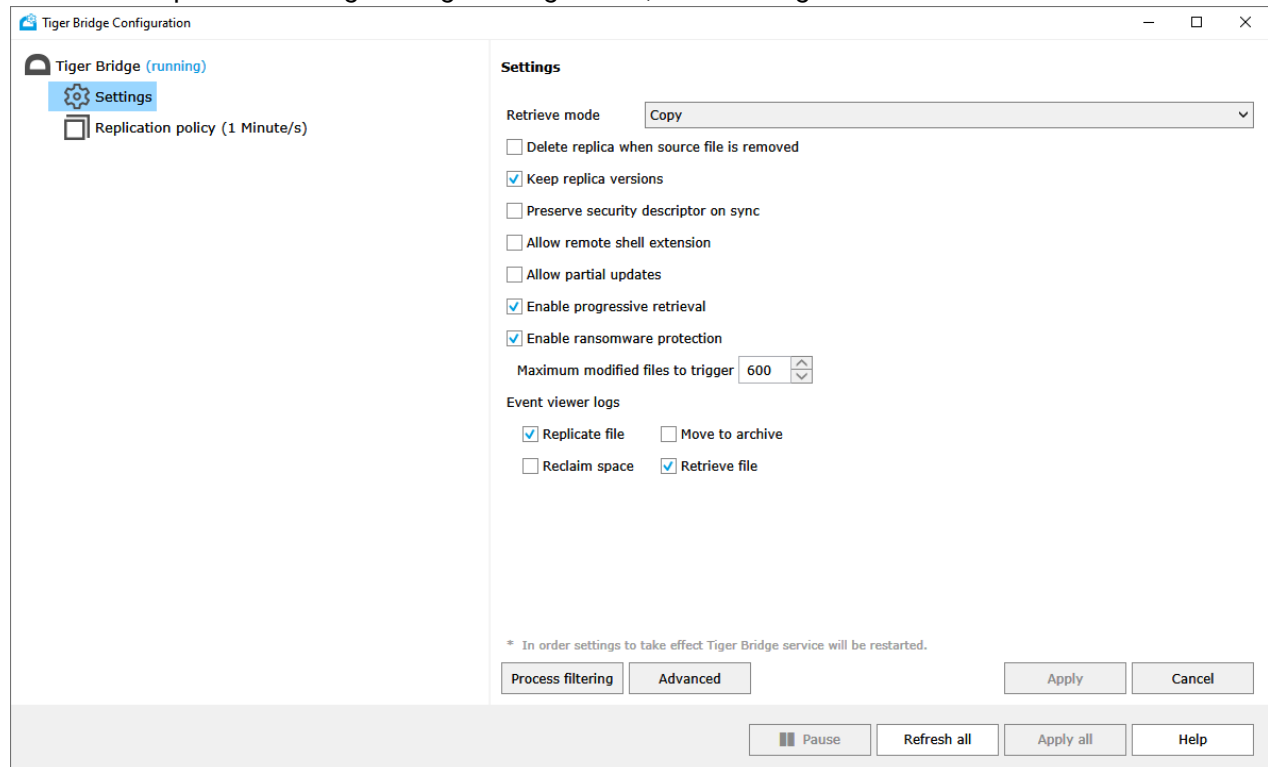 Tiger Bridge Configuration
Tiger Bridge (running)
Settings
Replication policy (1 Minute/s)
Settings
Retrieve mode Copy
Delete replica when source file is removed
Keep replica versions
Preserve security descriptor on sync
Allow remote shell extension
Allow partial updates
Enable progressive retrieval
Enable ransomware protection
Maximum modified files to trigger 600
Event viewer logs
Replicate file Move to archive
Reclaim space Retrieve file
* In order settings to take effect Tiger Bridge service will be restarted.
Process filtering Advanced Apply Cancel
Pause Refresh all Apply all Help